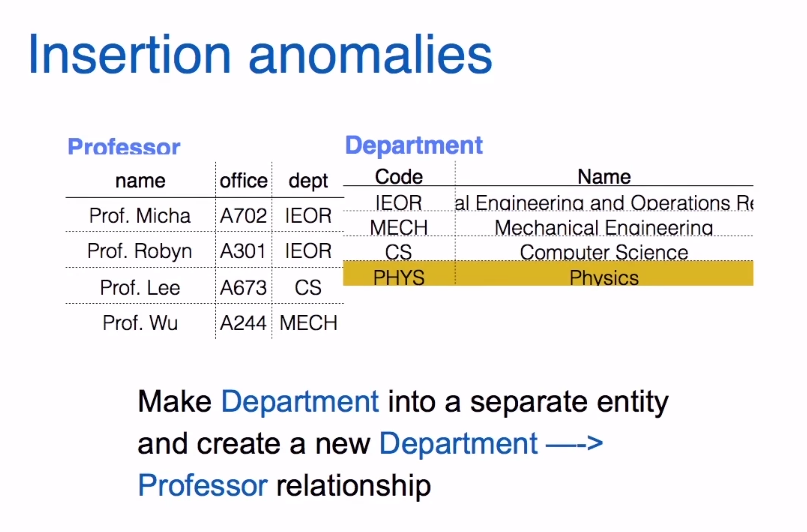 Insertion anomalies
Professor
name office dept
Prof. Micha A702 IEOR
Prof. Robyn A301 IEOR
Prof. Lee A673 CS
Prof. Wu A244 MECH
Department
Code Name
IEOR al Engineering and Operations Re
MECH Mechanical Engineering
CS Computer Science
PHYS Physics
Make Department into a separate entity
and create a new Department —-&gt;
Professor relationship